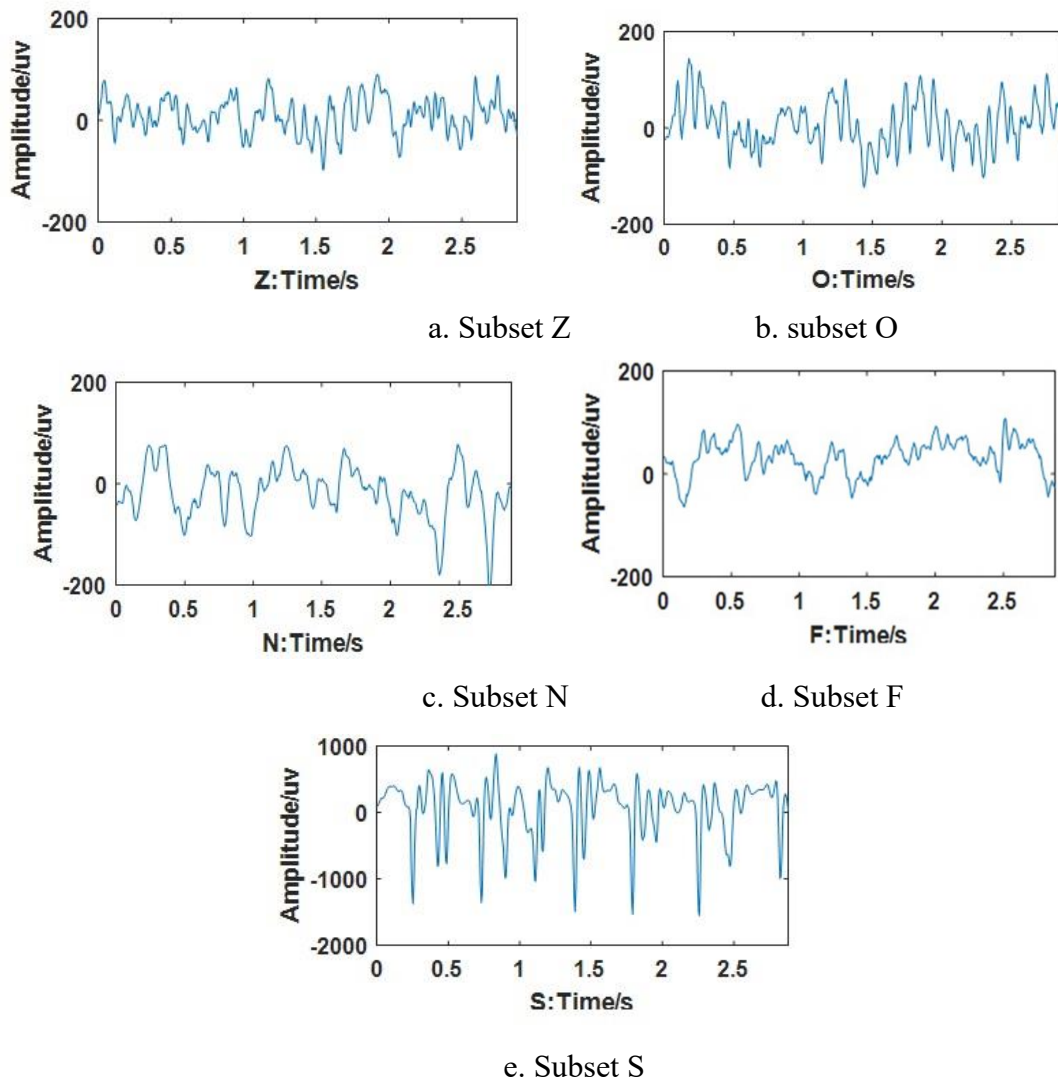 200
0
-200
Amplitude/uv
0 0.5 1 1.5 2 2.5
Z:Time/s
200
0
-200
Amplitude/uv
0 0.5 1 1.5 2 2.5
O:Time/s
a. Subset Z
b. subset O
200
0
-200
Amplitude/uv
0 0.5 1 1.5 2 2.5
N:Time/s
200
0
-200
Amplitude/uv
0 0.5 1 1.5 2 2.5
F:Time/s
c. Subset N
d. Subset F
1000
0
-1000
-2000
Amplitude/uv
0 0.5 1 1.5 2 2.5
S:Time/s
e. Subset S